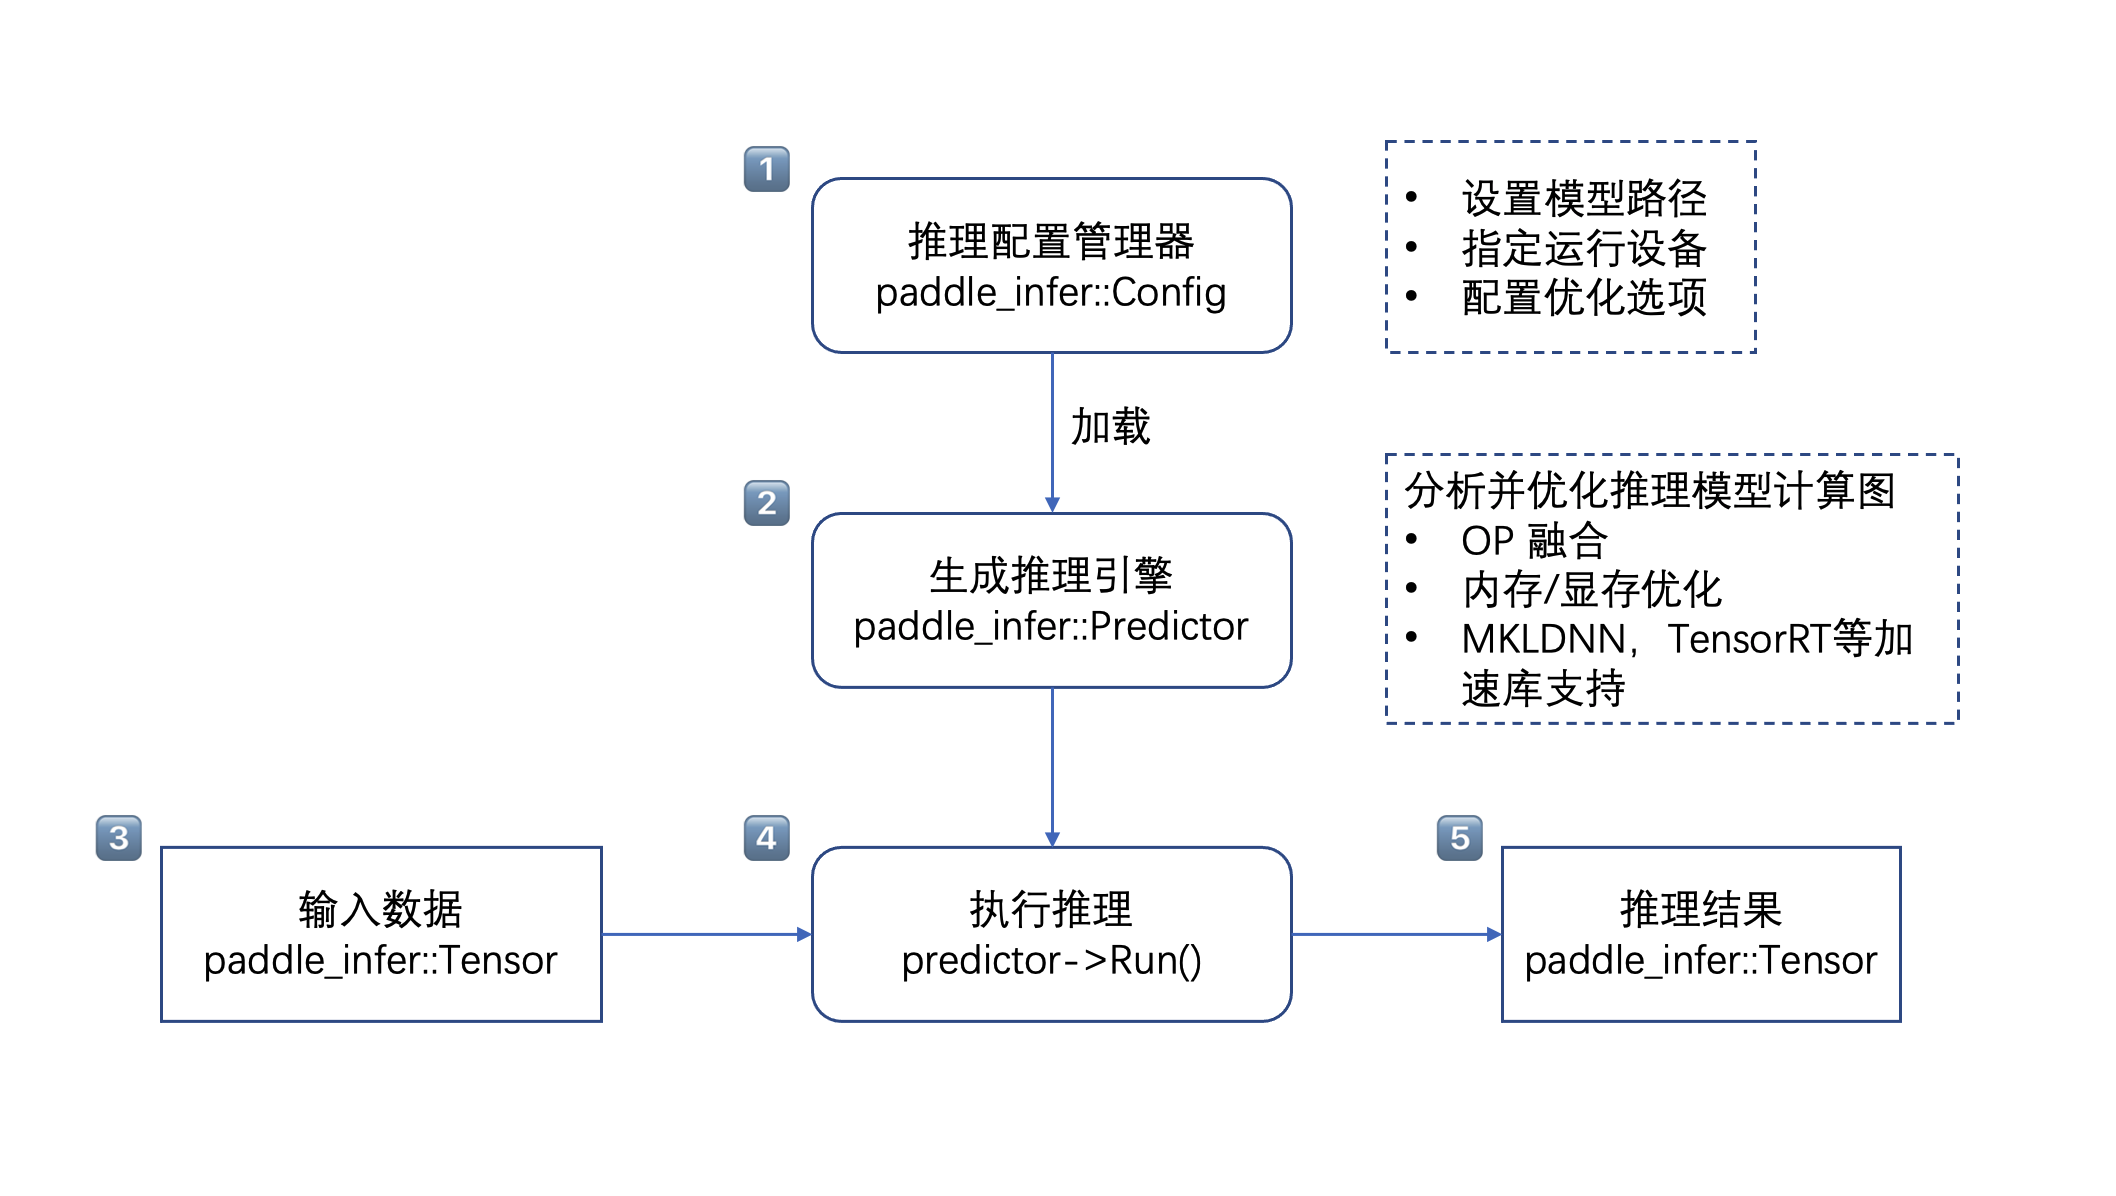 1
推理配置管理器
paddle_infer::Config
• 设置模型路径
• 指定运行设备
• 配置优化选项
加载
2
生成推理引擎
paddle_infer::Predictor
分析并优化推理模型计算图
• OP 融合
• 内存/显存优化
• MKLDNN，TensorRT等加
速库支持
3
输入数据
paddle_infer::Tensor
4
执行推理
predictor->Run()
5
推理结果
paddle_infer::Tensor